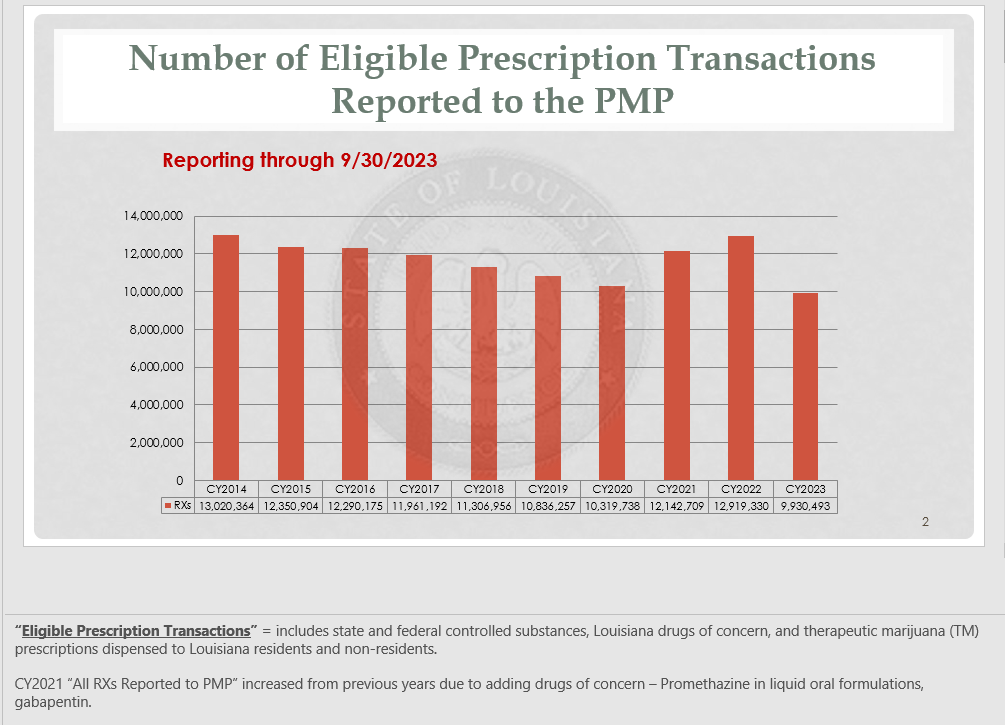 Number of Eligible Prescription Transactions
Reported to the PMP
Reporting through 9/30/2023
STATE OF LOUISIANA
14,000,000
12,000,000
10,000,000
8,000,000
6,000,000
4,000,000
2,000,000
0
CY2014 CY2015 CY2016 CY2017 CY2018 CY2019 CY2020 CY2021 CY2022 CY2023
RXs 13,020,364 12,350,904 12,290,175 11,961,192 11,306,956 10,836,257 10,319,738 12,142,709 12,919,330 9,930,493
2
“Eligible Prescription Transactions” = includes state and federal controlled substances, Louisiana drugs of concern, and therapeutic marijuana (TM)
prescriptions dispensed to Louisiana residents and non-residents.
CY2021 “All RXs Reported to PMP” increased from previous years due to adding drugs of concern – Promethazine in liquid oral formulations,
gabapentin.